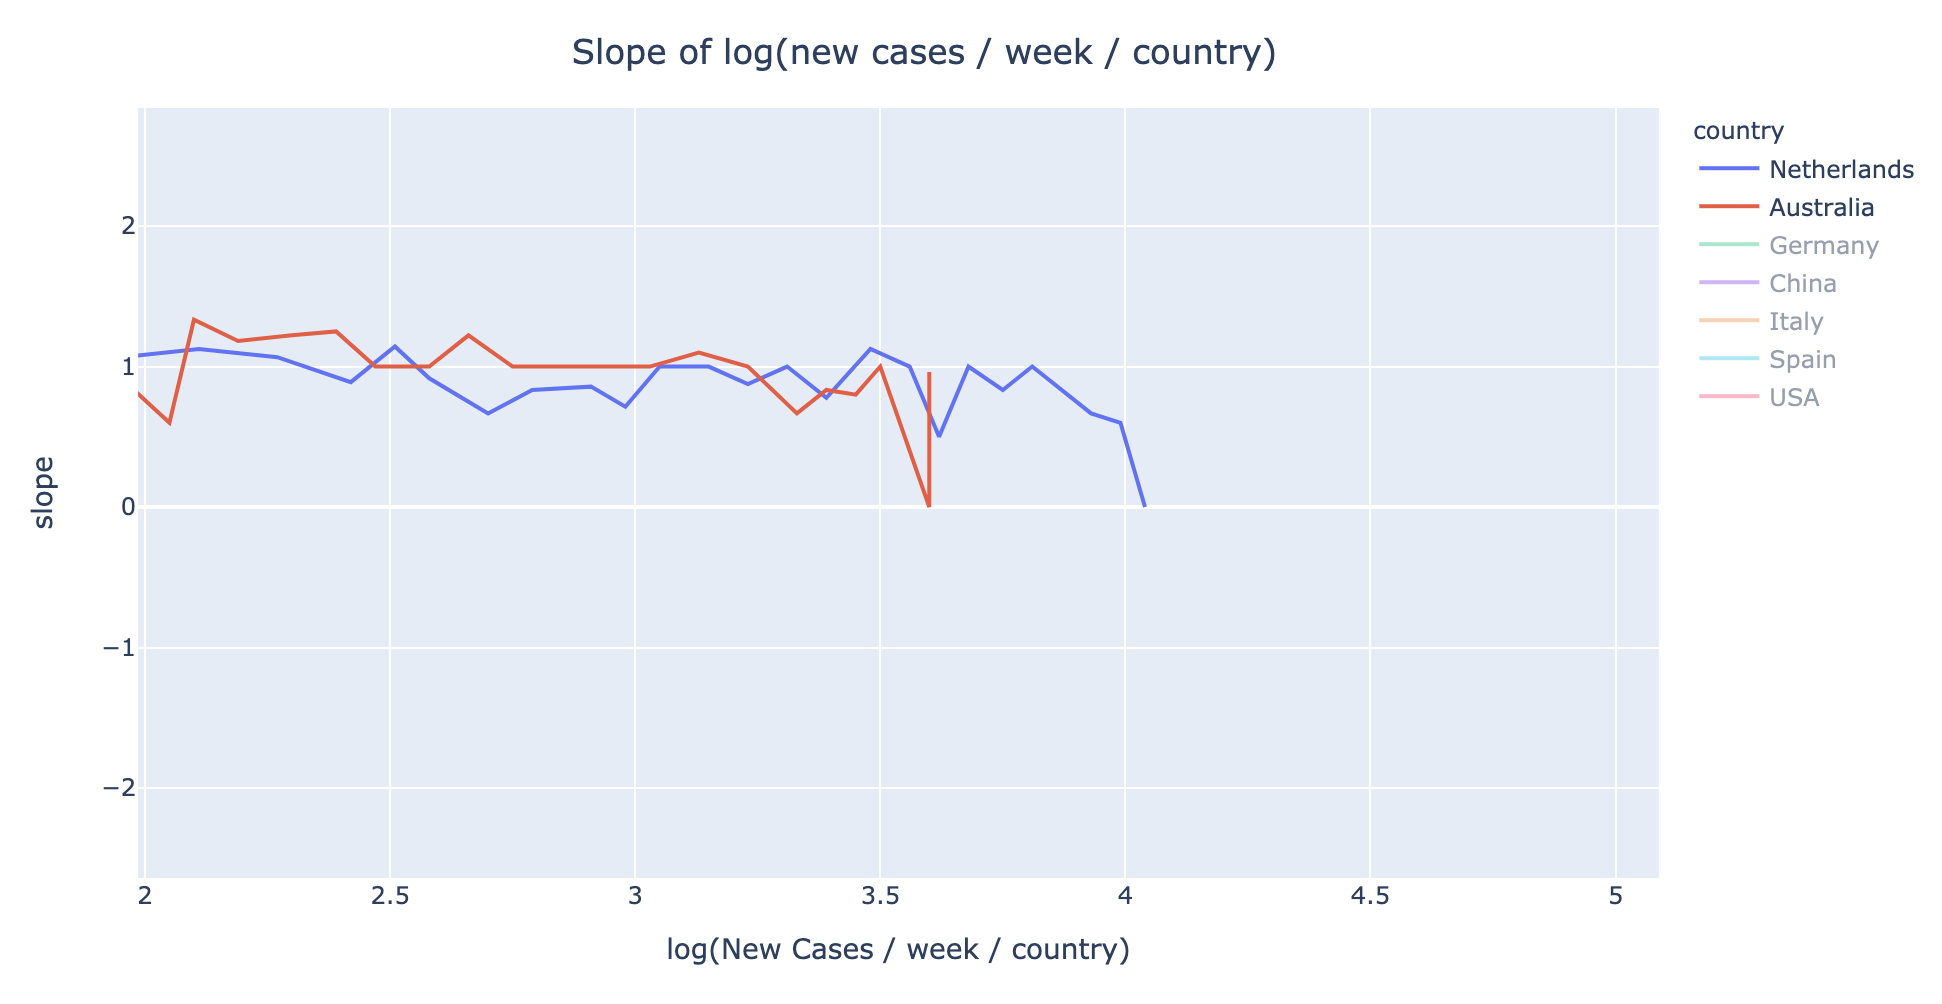 Slope of log(new cases / week / country)
country
Netherlands
Australia
Germany
China
Italy
Spain
USA
2
1
0
−1
−2
slope
2
2.5
3
3.5
4
4.5
5
log(New Cases / week / country)